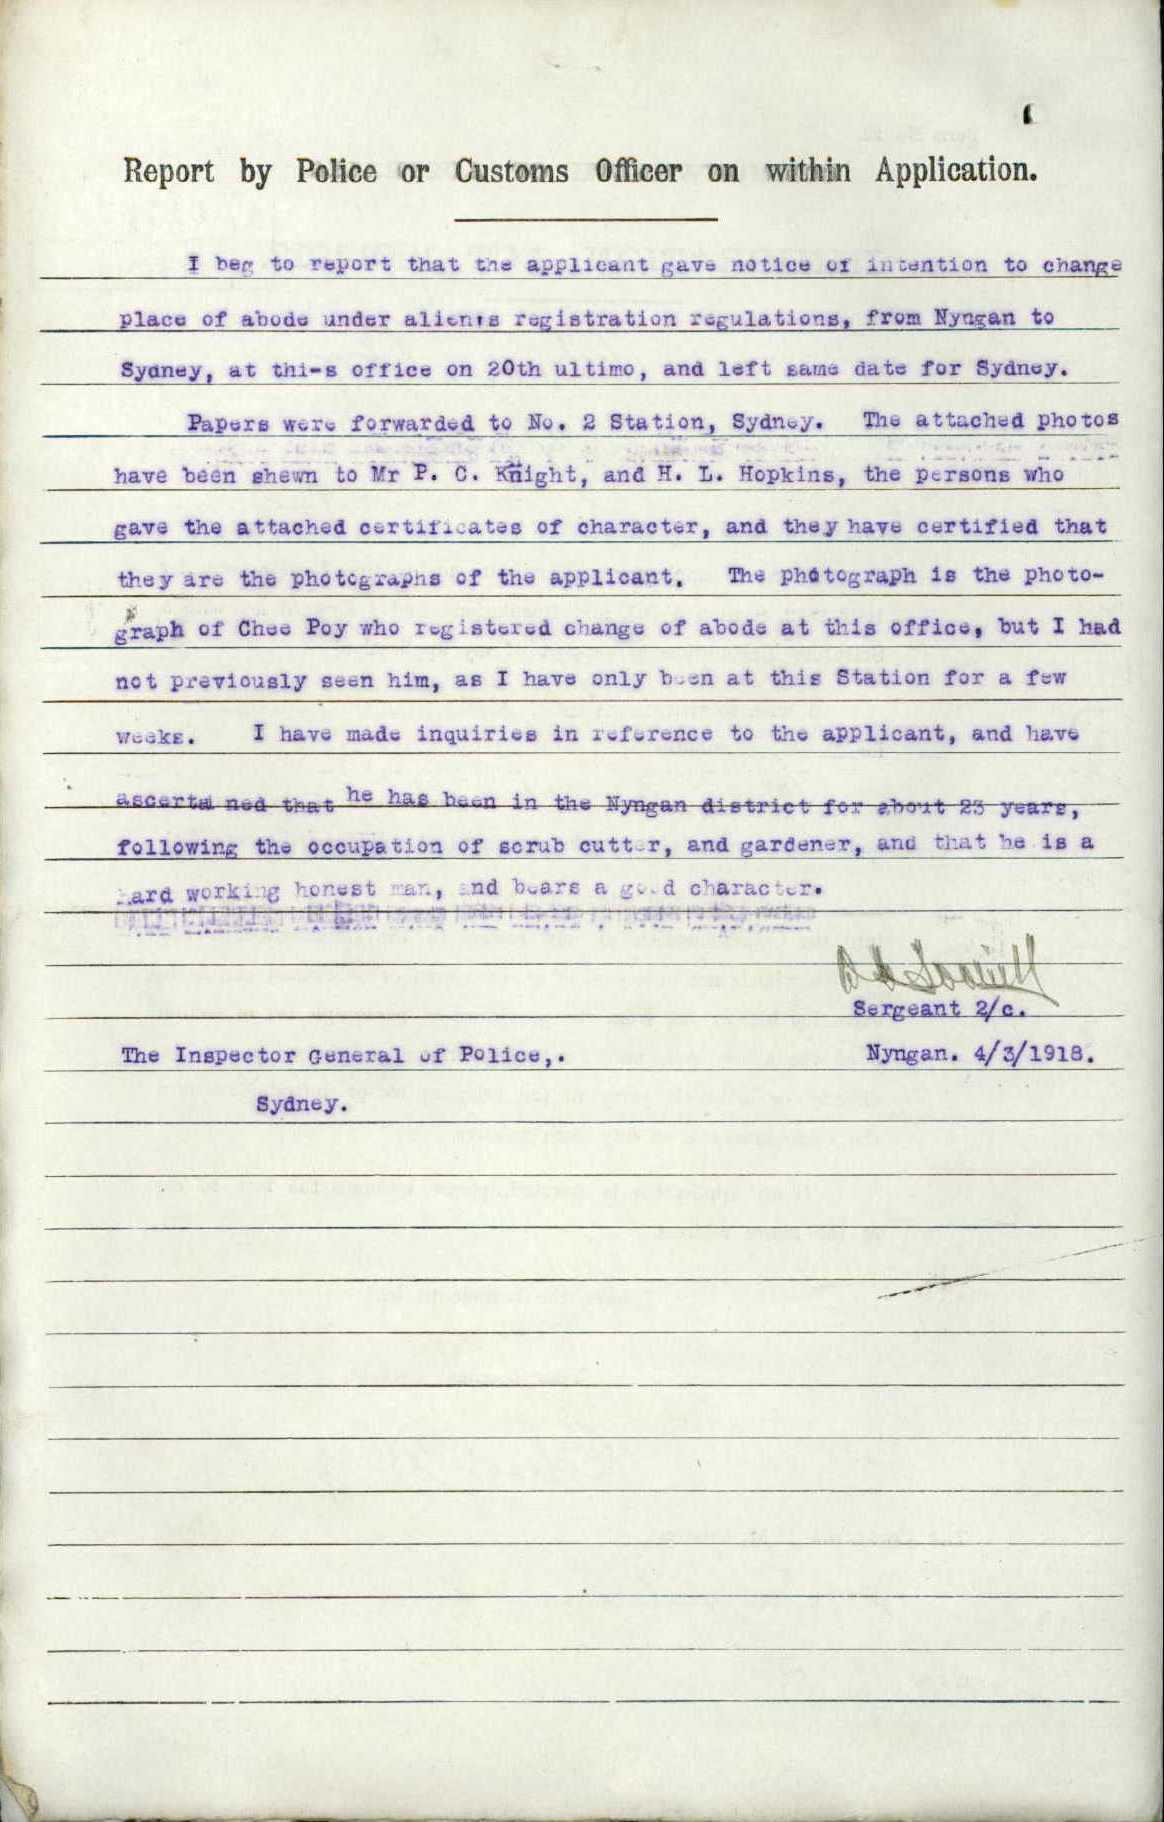 Report by Police or Customs Officer on within Application.
I beg to report that the applicant gave notice of intention to change
place of abode under alien's registration regulations, from Nyngan to
Sydney, at thi-s office on 20th ultimo, and left same date for Sydney.
Papers were forwarded to No. 2 Station, Sydney. The attached photos
have been shewn to Mr P. C. Knight, and H. L. Hopkins, the persons who
gave the attached certificates of character, and they have certified that
they are the photographs of the applicant. The photograph is the photo-
graph of Chee Poy who registered change of abode at this office, but I had
not previously seen him, as I have only been at this Station for a few
weeks. I have made inquiries in reference to the applicant, and have
ascertai ned that he has been in the Nyngan district for about 23 years,
following the occupation of scrub cutter, and gardener, and that he is a
hard working honest man, and bears a good character.
Sergeant 2/c.
The Inspector General of Police,. Nyngan. 4/3/1918.
Sydney.